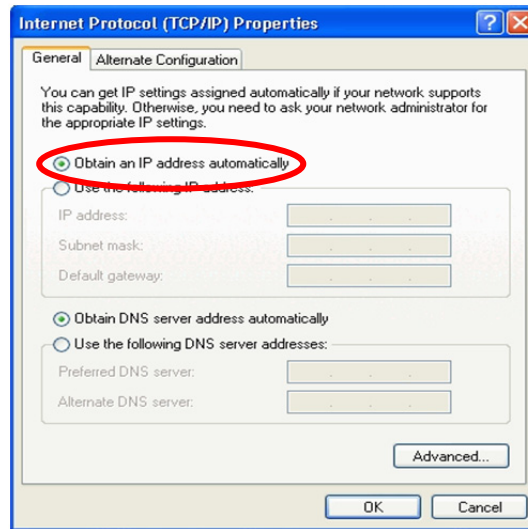 Internet Protocol (TCP/IP) Properties
General
Alternate Configuration
You can get IP settings assigned automatically if your network supports
this capability. Otherwise, you need to ask your network administrator for
the appropriate IP settings.
Obtain an IP address automatically
Use the following IP address:
IP address:
Subnet mask:
Default gateway:
Obtain DNS server address automatically
Use the following DNS server addresses:
Preferred DNS server:
Alternate DNS server:
Advanced...
OK
Cancel